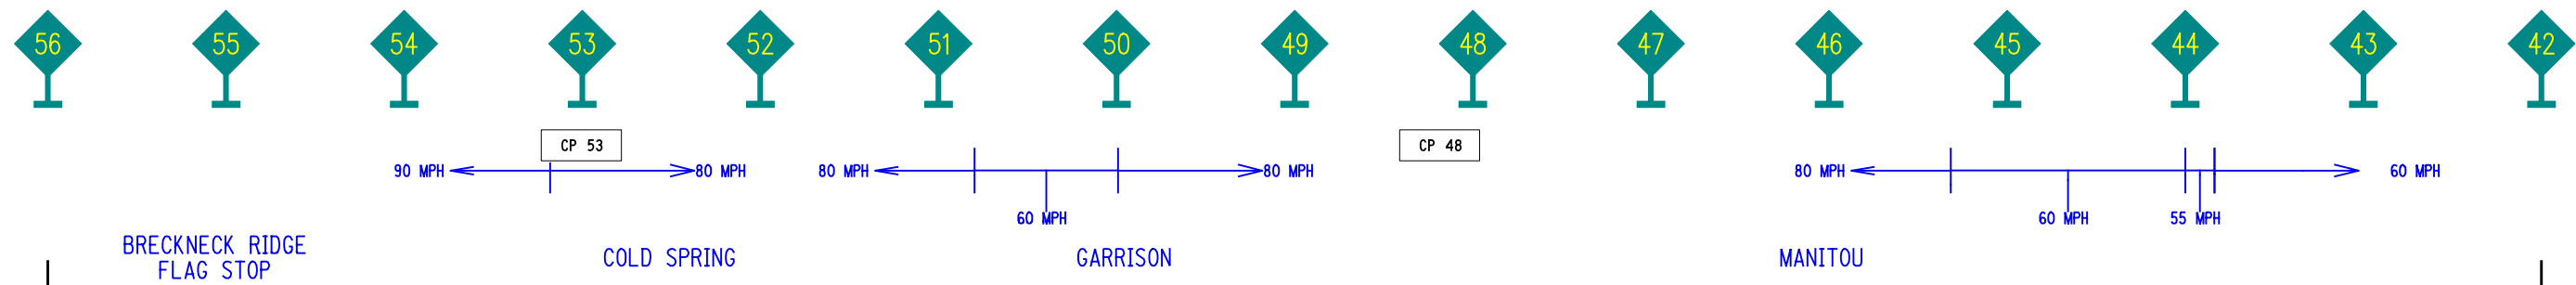 56 55 54 53 52 51 50 49 48 47 46 45 44 43 42
CP 53 CP 48
90 MPH 80 MPH 80 MPH 80 MPH 80 MPH 60 MPH
60 MPH 60 MPH 55 MPH
BRECKNECK RIDGE
FLAG STOP
COLD SPRING GARRISON MANITOU